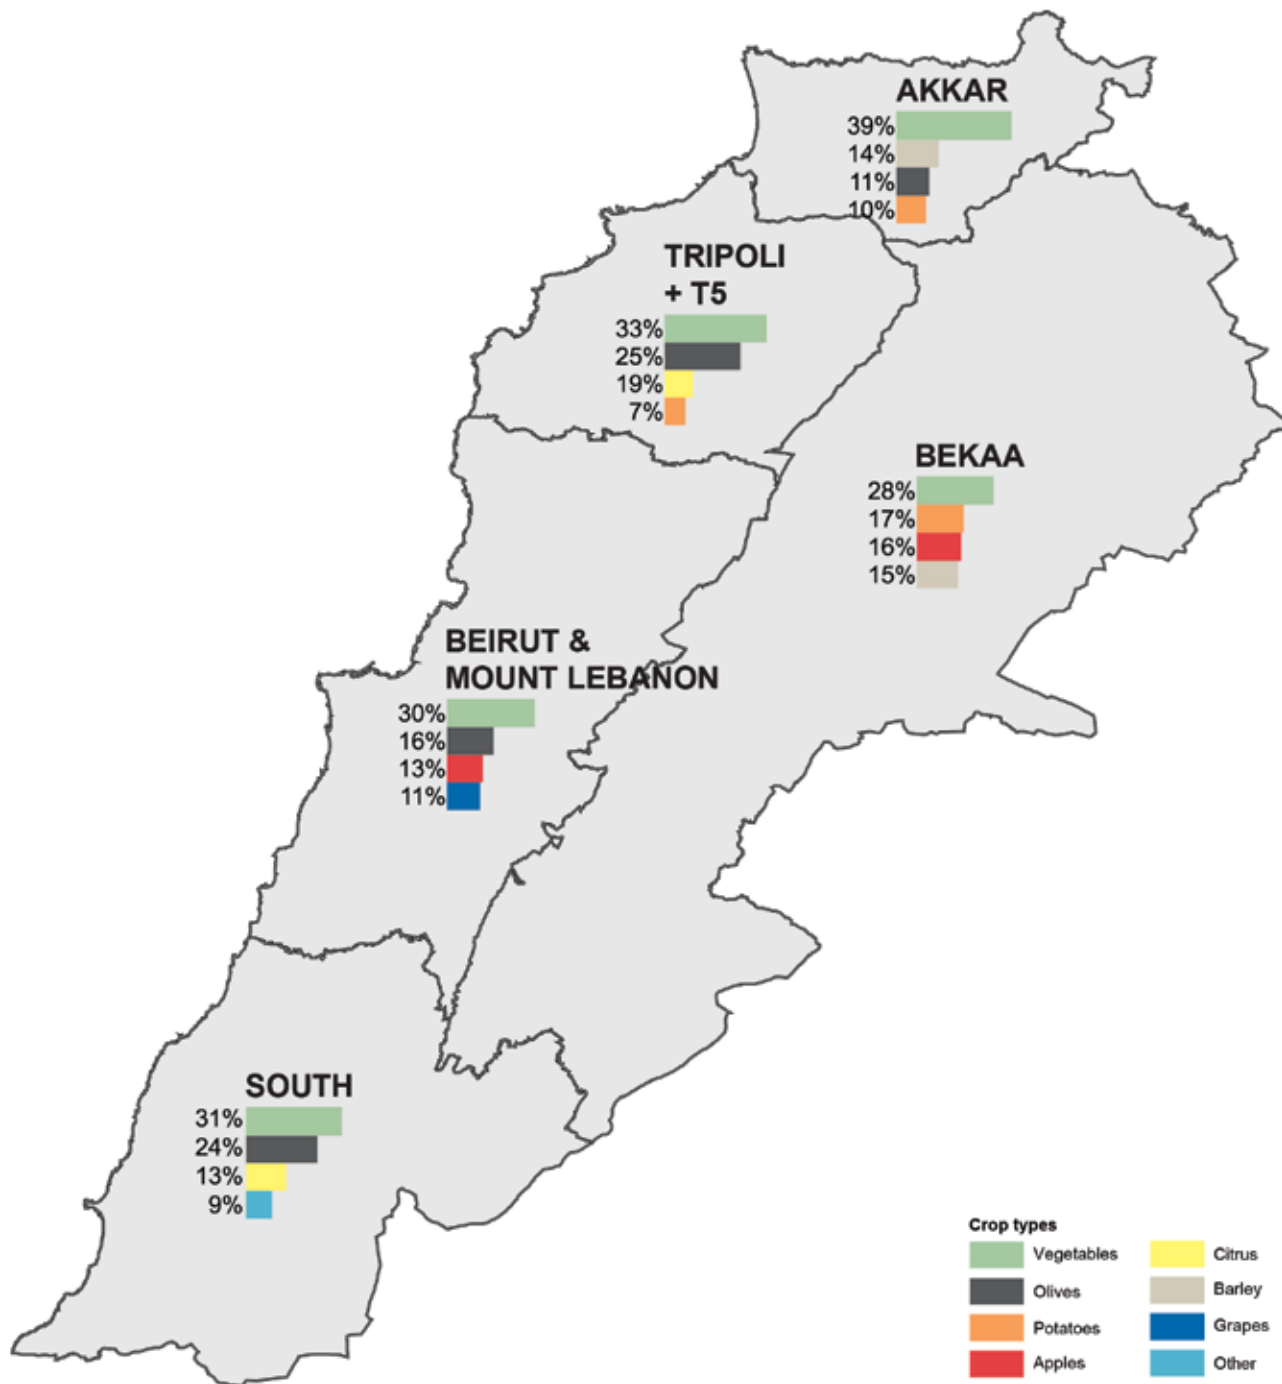 AKKAR
39%
14%
11%
10%
TRIPOLI
+ T5
33%
25%
19%
7%
BEKAA
28%
17%
16%
15%
BEIRUT &
MOUNT LEBANON
30%
16%
13%
11%
SOUTH
31%
24%
13%
9%
Crop types
Vegetables
Olives
Potatoes
Apples
Citrus
Barley
Grapes
Other